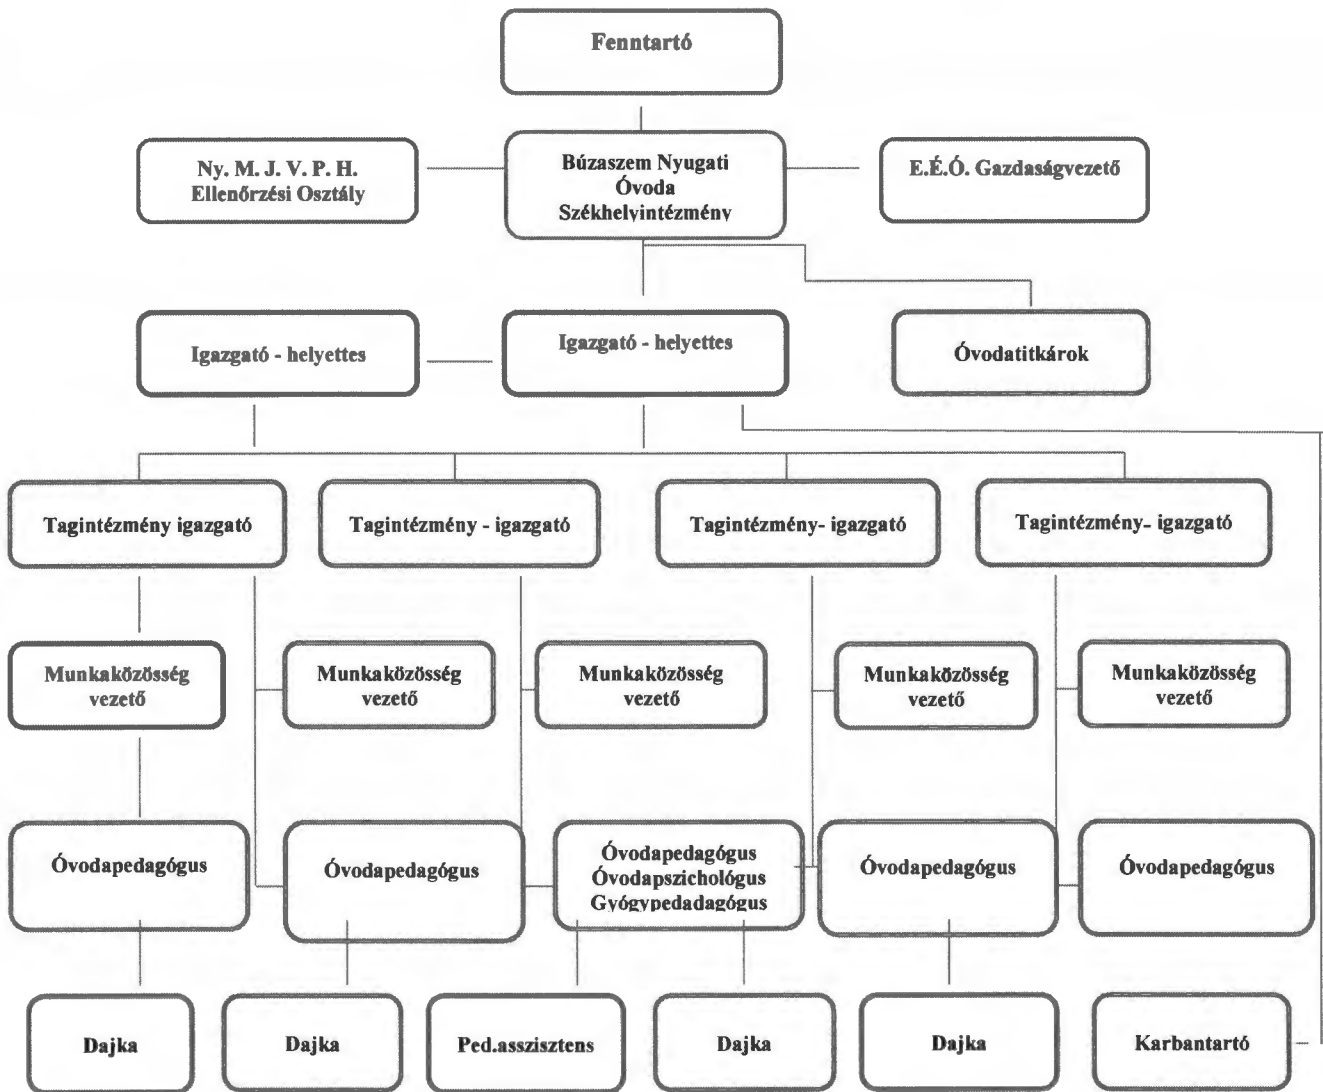 Fenntartó
Ny. M. J. V. P. H.
Ellenőrzési Osztály
Búzaszem Nyugati
Óvoda
Székhelyintézmény
E.É.Ó. Gazdaságvezető
Igazgató - helyettes
Igazgató - helyettes
Óvodatitkárok
Tagintézmény igazgató
Tagintézmény - igazgató
Tagintézmény- igazgató
Tagintézmény- igazgató
Munkaközösség
vezető
Munkaközösség
vezető
Munkaközösség
vezető
Munkaközösség
vezető
Munkaközösség
vezető
Óvodapedagógus
Óvodapedagógus
Óvodapedagógus
Óvodapszichológus
Gyógypedadagógus
Óvodapedagógus
Óvodapedagógus
Dajka
Dajka
Ped.asszisztens
Dajka
Dajka
Karbantartó